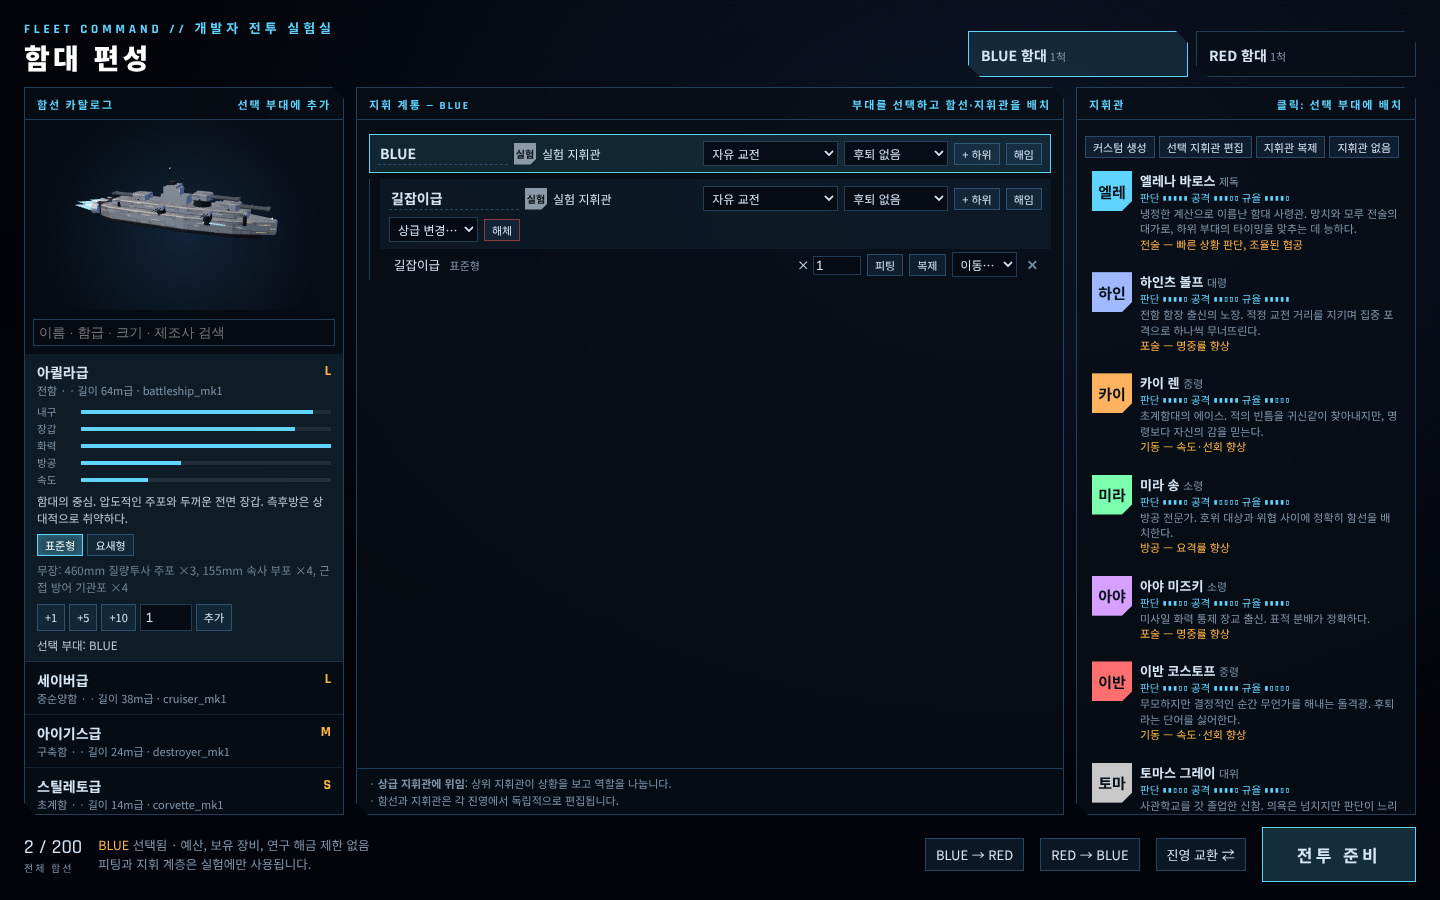 FLEET COMMAND // 개발자 전투 실험실
함대 편성
BLUE 함대 1척
RED 함대 1척
함선 카탈로그
선택 부대에 추가
이름 · 함급 · 크기 · 제조사 검색
아퀼라급
L
전함 · · 길이 64m급 · battleship_mk1
내구
장갑
화력
방공
속도
함대의 중심. 압도적인 주포와 두꺼운 전면 장갑. 측후방은 상
대적으로 취약하다.
표준형
요새형
무장: 460mm 질량투사 주포 ×3, 155mm 속사 부포 ×4, 근
접 방어 기관포 ×4
+1
+5
+10
1
추가
선택 부대: BLUE
세이버급
L
중순양함 · · 길이 38m급 · cruiser_mk1
아이기스급
M
구축함 · · 길이 24m급 · destroyer_mk1
스틸레토급
S
초계함 · · 길이 14m급 · corvette_mk1
지휘 계통 — BLUE
부대를 선택하고 함선·지휘관을 배치
BLUE
실험
실험 지휘관
자유 교전
후퇴 없음
+ 하위
해임
길잡이급
실험
실험 지휘관
자유 교전
후퇴 없음
+ 하위
해임
상급 변경…
해체
길잡이급 표준형
×
1
피팅
복제
이동…
×
· 상급 지휘관에 위임: 상위 지휘관이 상황을 보고 역할을 나눕니다.
· 함선과 지휘관은 각 진영에서 독립적으로 편집됩니다.
지휘관
클릭: 선택 부대에 배치
커스텀 생성
선택 지휘관 편집
지휘관 복제
지휘관 없음
엘레
엘레나 바로스 제독
판단 ▮▮▮▮▮ 공격 ▮▮▮▯▯ 규율 ▮▮▮▮▯
냉정한 계산으로 이름난 함대 사령관. 망치와 모루 전술의
대가로, 하위 부대의 타이밍을 맞추는 데 능하다.
전술 — 빠른 상황 판단, 조율된 협공
하인
하인츠 볼프 대령
판단 ▮▮▮▮▯ 공격 ▮▮▯▯▯ 규율 ▮▮▮▮▮
전함 함장 출신의 노장. 적정 교전 거리를 지키며 집중 포
격으로 하나씩 무너뜨린다.
포술 — 명중률 향상
카이
카이 렌 중령
판단 ▮▮▮▯▯ 공격 ▮▮▮▮▮ 규율 ▮▮▯▯▯
초계함대의 에이스. 적의 빈틈을 귀신같이 찾아내지만, 명
령보다 자신의 감을 믿는다.
기동 — 속도·선회 향상
미라
미라 송 소령
판단 ▮▮▮▮▯ 공격 ▮▯▯▯▯ 규율 ▮▮▮▮▯
방공 전문가. 호위 대상과 위협 사이에 정확히 함선을 배
치한다.
방공 — 요격률 향상
아야
아야 미즈키 소령
판단 ▮▮▮▯▯ 공격 ▮▮▮▯▯ 규율 ▮▮▮▯▯
미사일 화력 통제 장교 출신. 표적 분배가 정확하다.
포술 — 명중률 향상
이반
이반 코스토프 중령
판단 ▮▮▯▯▯ 공격 ▮▮▮▮▮ 규율 ▮▯▯▯▯
무모하지만 결정적인 순간 무언가를 해내는 돌격광. 후퇴
라는 단어를 싫어한다.
기동 — 속도·선회 향상
토마
토마스 그레이 대위
판단 ▮▮▯▯▯ 공격 ▮▮▯▯▯ 규율 ▮▮▮▯▯
사관학교를 갓 졸업한 신참. 의욕은 넘치지만 판단이 느리
2 / 200
전체 함선
BLUE 선택됨 · 예산, 보유 장비, 연구 해금 제한 없음
피팅과 지휘 계층은 실험에만 사용됩니다.
BLUE → RED
RED → BLUE
진영 교환 ⇄
전투 준비